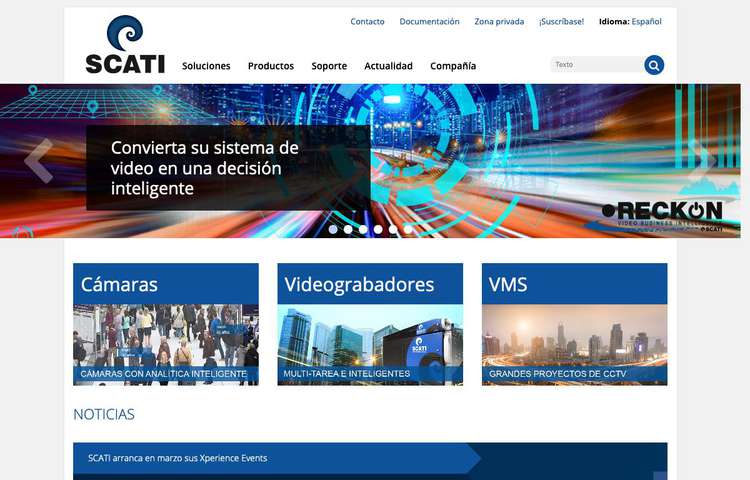 Contacto Documentación Zona privada ¡Suscríbase! Idioma: Español
SCATI
Soluciones Productos Soporte Actualidad Compañía
Texto
Convierta su sistema de
video en una decisión
inteligente
RECKON
VIDEO BUSINESS INTELLIGENCE
SCATI
Cámaras
CÁMARAS CON ANALÍTICA INTELIGENTE
Videograbadores
SCATI
MULTI-TAREA E INTELIGENTES
VMS
GRANDES PROYECTOS DE CCTV
NOTICIAS
SCATI arranca en marzo sus Xperience Events